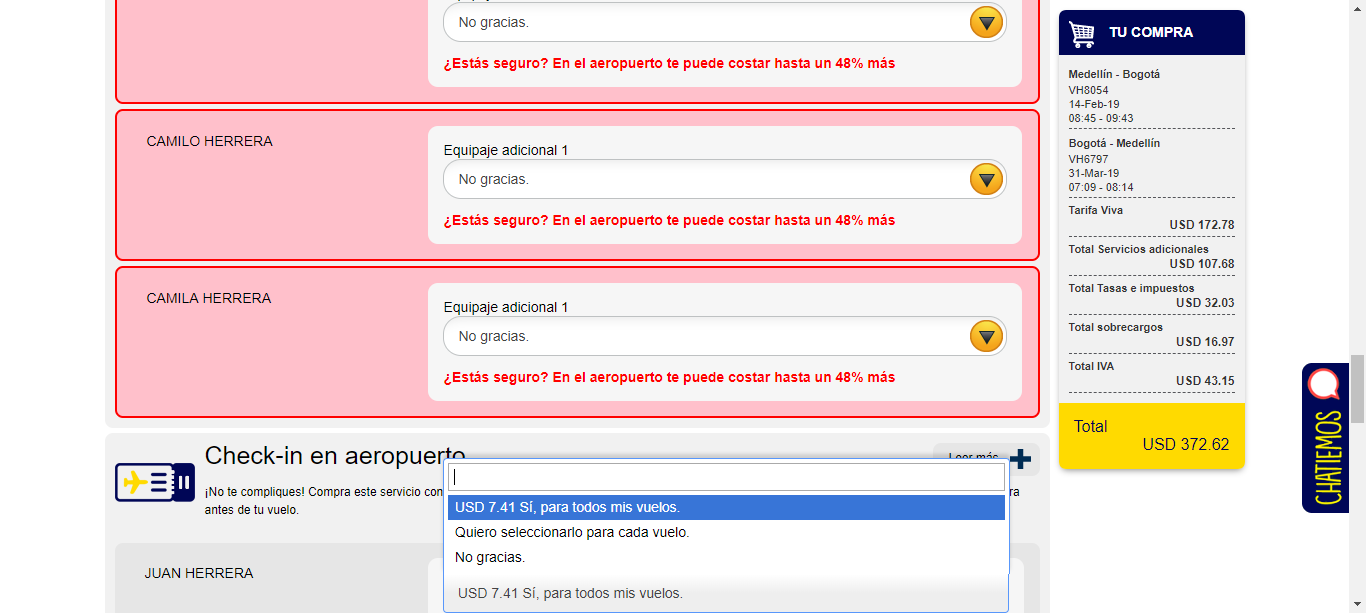 No gracias.
¿Estás seguro? En el aeropuerto te puede costar hasta un 48% más
CAMILO HERRERA
Equipaje adicional 1
No gracias.
¿Estás seguro? En el aeropuerto te puede costar hasta un 48% más
CAMILA HERRERA
Equipaje adicional 1
No gracias.
¿Estás seguro? En el aeropuerto te puede costar hasta un 48% más
Check-in en aeropuerto
Leer más
¡No te compliques! Compra este servicio con
antes de tu vuelo.
USD 7.41 Sí, para todos mis vuelos.
Quiero seleccionarlo para cada vuelo.
No gracias.
JUAN HERRERA
USD 7.41 Sí, para todos mis vuelos.
TU COMPRA
Medellín - Bogotá
VH8054
14-Feb-19
08:45 - 09:43
Bogotá - Medellín
VH6797
31-Mar-19
07:09 - 08:14
Tarifa Viva
USD 172.78
Total Servicios adicionales
USD 107.68
Total Tasas e impuestos
USD 32.03
Total sobrecargos
USD 16.97
Total IVA
USD 43.15
Total
USD 372.62
CHATIEMOS